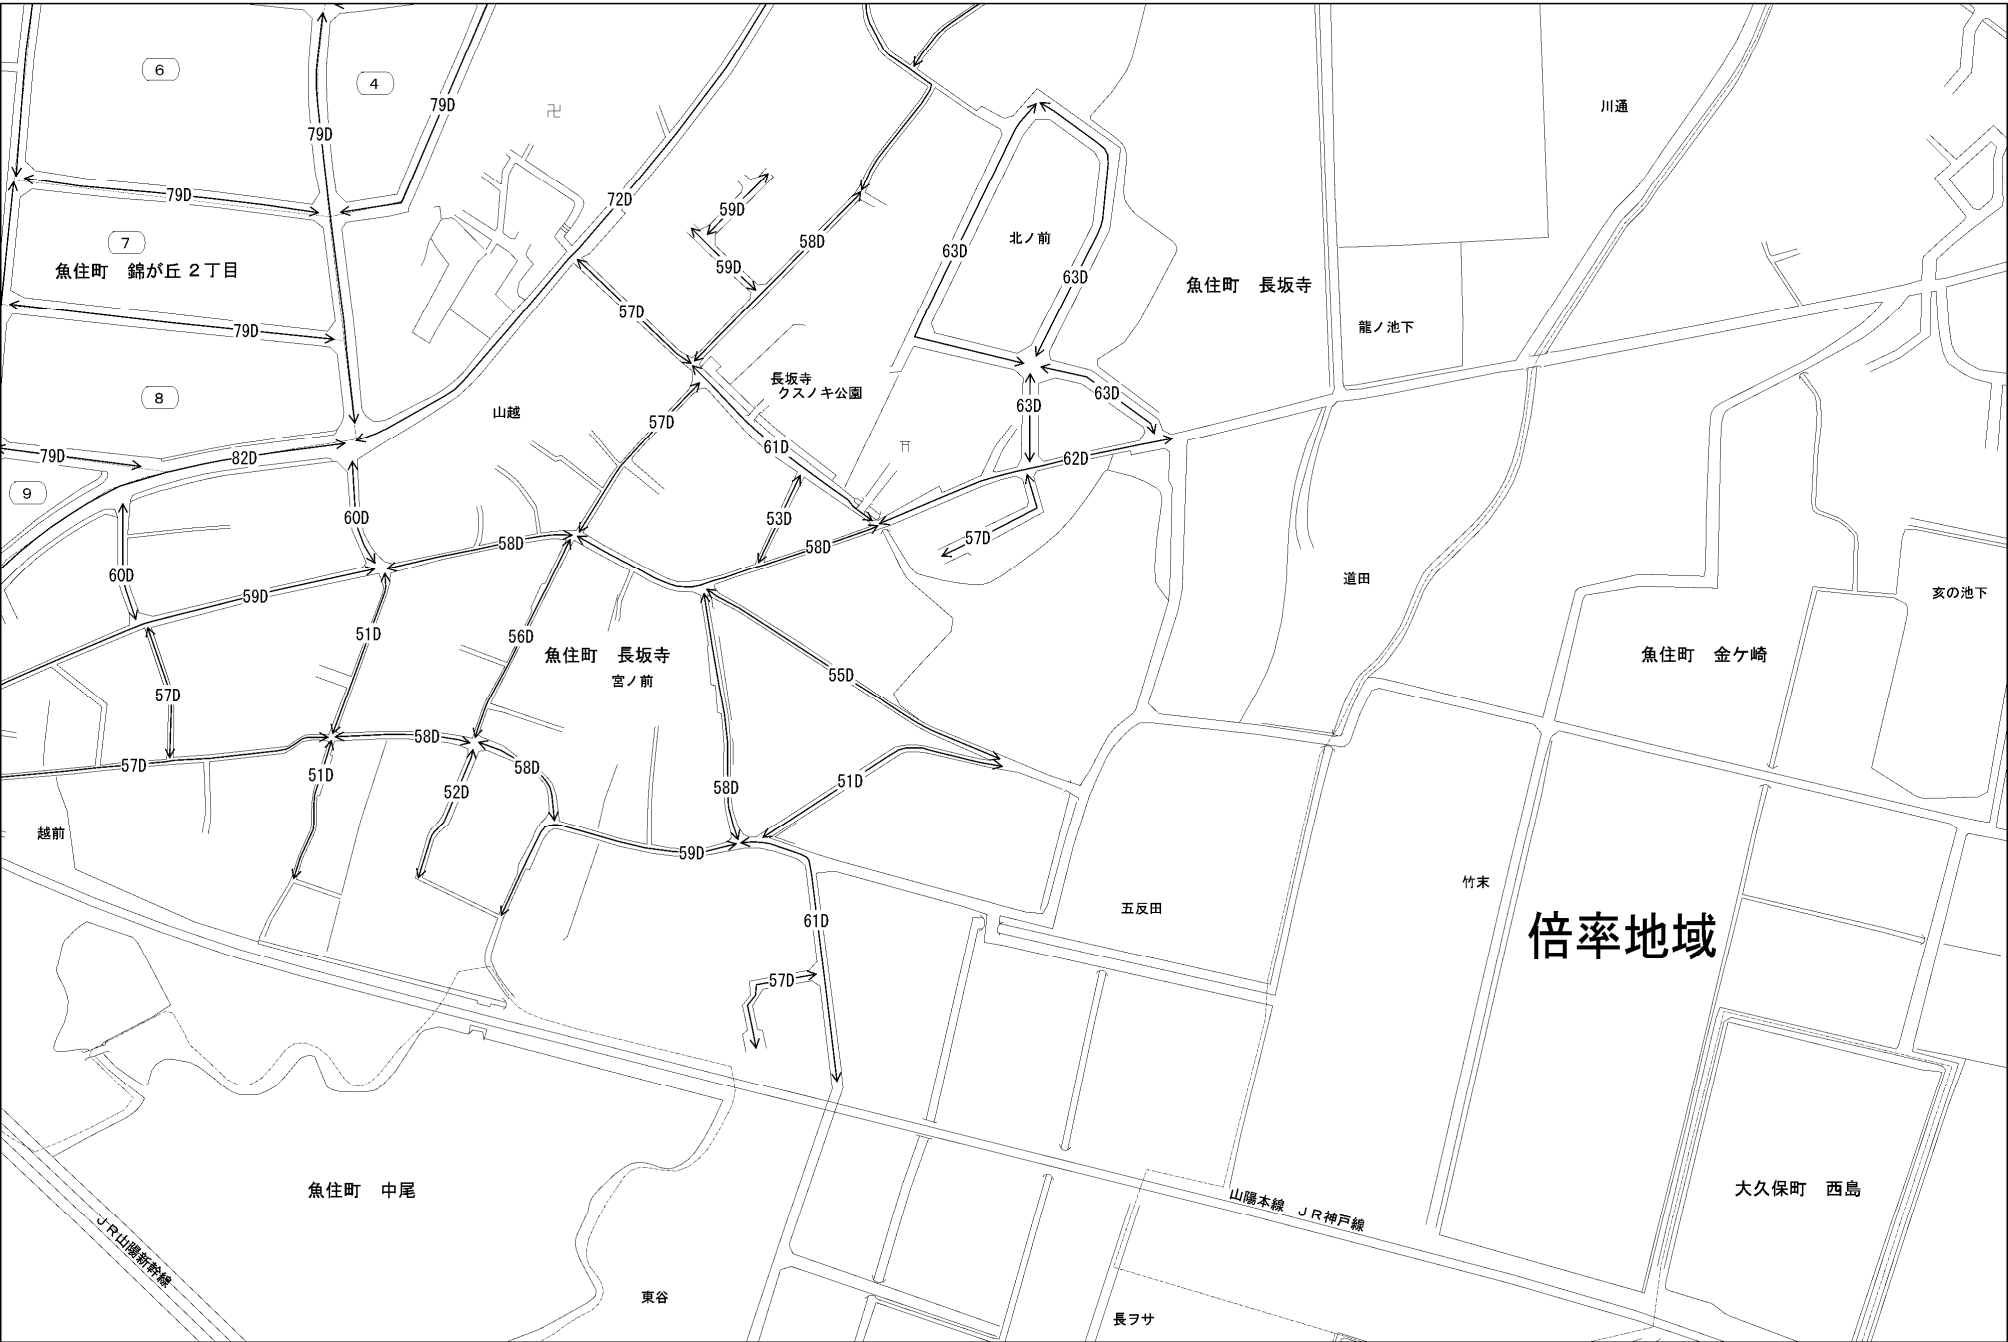 6
4
79D
卍
川通
79D
79D
72D
59D
7
58D
北ノ前
63D
魚住町　錦が丘２丁目
59D
63D
魚住町　長坂寺
57D
龍ノ池下
79D
長坂寺
クスノキ公園
8
63D
63D
山越
57D
61D
79D
82D
62D
9
60D
53D
58D
58D
57D
60D
59D
道田
亥の池下
51D
56D
魚住町　長坂寺
宮ノ前
魚住町　金ケ崎
55D
57D
58D
57D
58D
51D
58D
51D
52D
越前
59D
竹末
五反田
61D
倍率地域
57D
魚住町　中尾
大久保町　西島
山陽本線　ＪＲ神戸線
ＪＲ山陽新幹線
東谷
長ヲサ